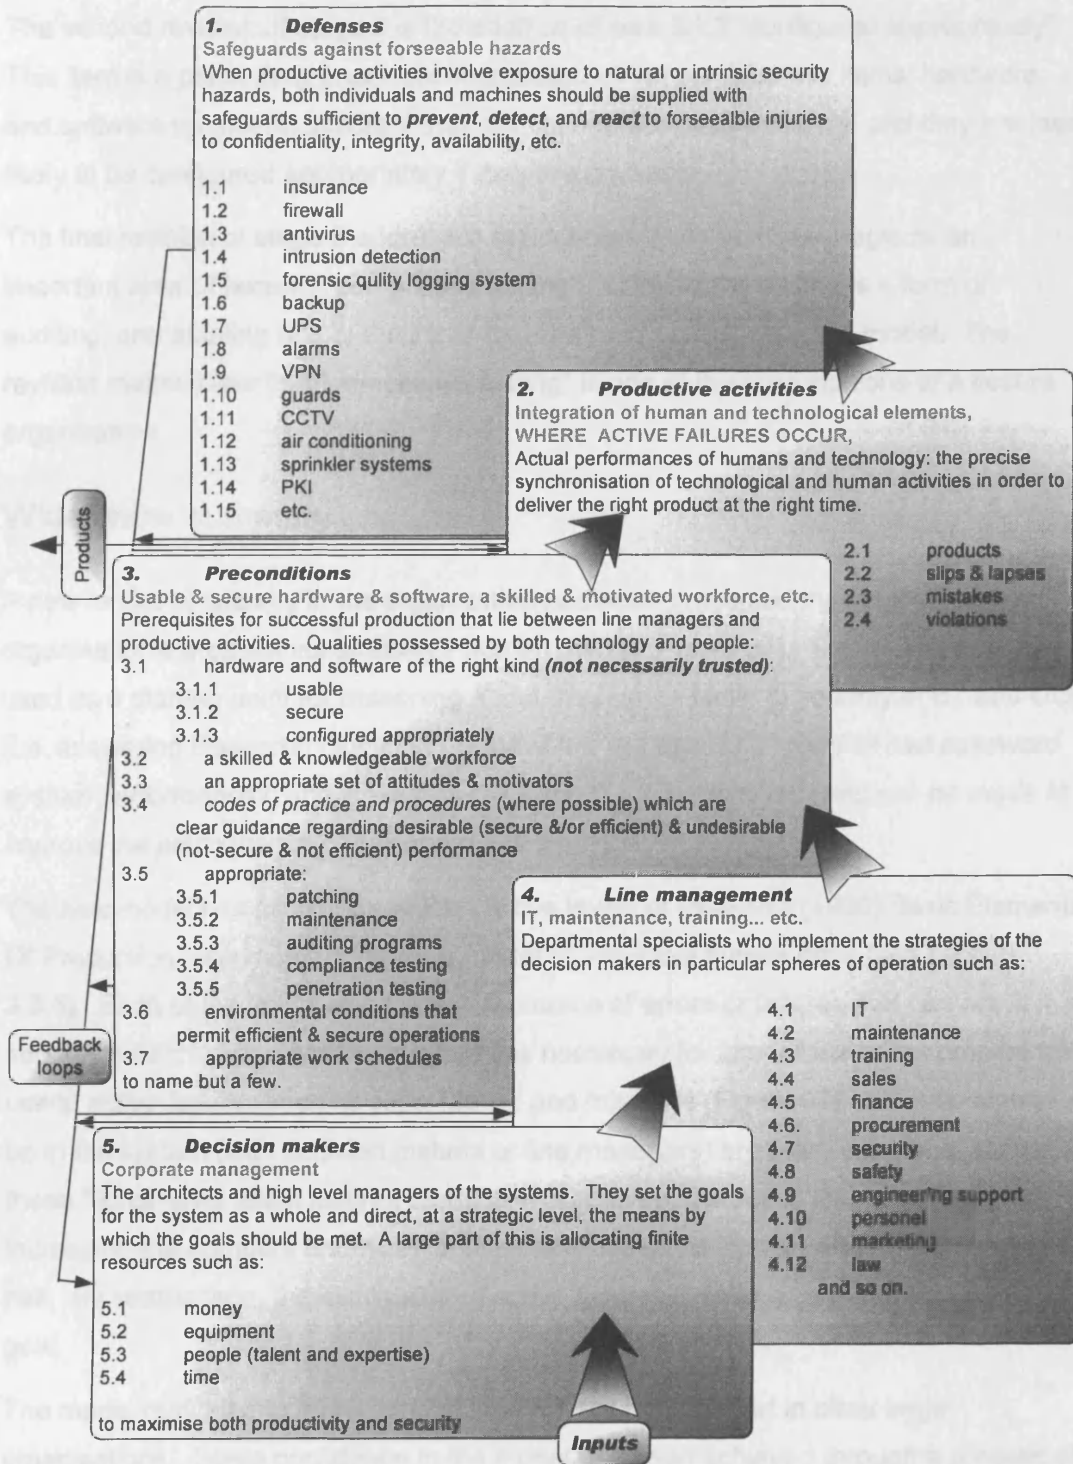 1. Defenses
Safeguards against forseeable hazards
When productive activities involve exposure to natural or intrinsic security
hazards, both individuals and machines should be supplied with
safeguards sufficient to prevent, detect, and react to forsealble injuries
to confidentiality, integrity, availability, etc.
1.1 insurance
1.2 firewall
1.3 antivirus
1.4 intrusion detection
1.5 forensic qulity logging system
1.6 backup
1.7 UPS
1.8 alarms
1.9 VPN
1.10 guards
1.11 CCTV
1.12 air conditioning
1.13 sprinkler systems
1.14 PKI
1.15 etc.
2. Productive activities
Integration of human and technological elements,
WHERE ACTIVE FAILURES OCCUR,
Actual performances of humans and technology: the precise
synchronisation of technological and human activities in order to
deliver the right product at the right time.
2.1 products
2.2 slips & lapses
2.3 mistakes
2.4 violations
Products
3. Preconditions
Usable & secure hardware & software, a skilled & motivated workforce, etc.
Prerequisites for successful production that lie between line managers and
productive activities. Qualities possessed by both technology and people:
3.1 hardware and software of the right kind (not necessarily trusted):
3.1.1 usable
3.1.2 secure
3.1.3 configured appropriately
3.2 a skilled & knowledgeable workforce
3.3 an appropriate set of attitudes & motivators
3.4 codes of practice and procedures (where possible) which are
clear guidance regarding desirable (secure &/or efficient) & undesirable
(not-secure & not efficient) performance
3.5 appropriate:
3.5.1 patching
3.5.2 maintenance
3.5.3 auditing programs
3.5.4 compliance testing
3.5.5 penetration testing
3.6 environmental conditions that
permit efficient & secure operations
3.7 appropriate work schedules
to name but a few.
4. Line management
IT, maintenance, training... etc.
Departmental specialists who implement the strategies of the
decision makers in particular spheres of operation such as:
4.1 IT
4.2 maintenance
4.3 training
4.4 sales
4.5 finance
4.6. procurement
4.7 security
4.8 safety
4.9 engineering support
4.10 personel
4.11 marketing
4.12 law
and so on.
Feedback
loops
5. Decision makers
Corporate management
The architects and high level managers of the systems. They set the goals
for the system as a whole and direct, at a strategic level, the means by
which the goals should be met. A large part of this is allocating finite
resources such as:
5.1 money
5.2 equipment
5.3 people (talent and expertise)
5.4 time
to maximise both productivity and security
Inputs